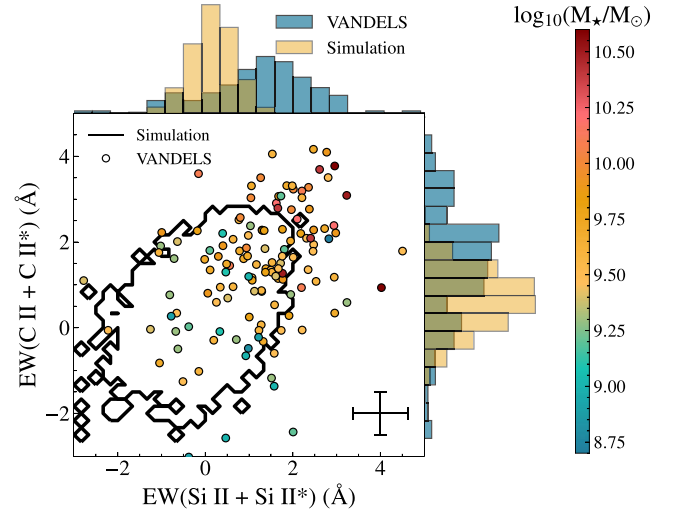 log₁₀(M★/M⊙)
VANDELS
Simulation
Simulation
VANDELS
4
2
0
−2
EW(C II + C II*) (Å)
−2
0
2
4
EW(Si II + Si II*) (Å)
10.50
10.25
10.00
9.75
9.50
9.25
9.00
8.75